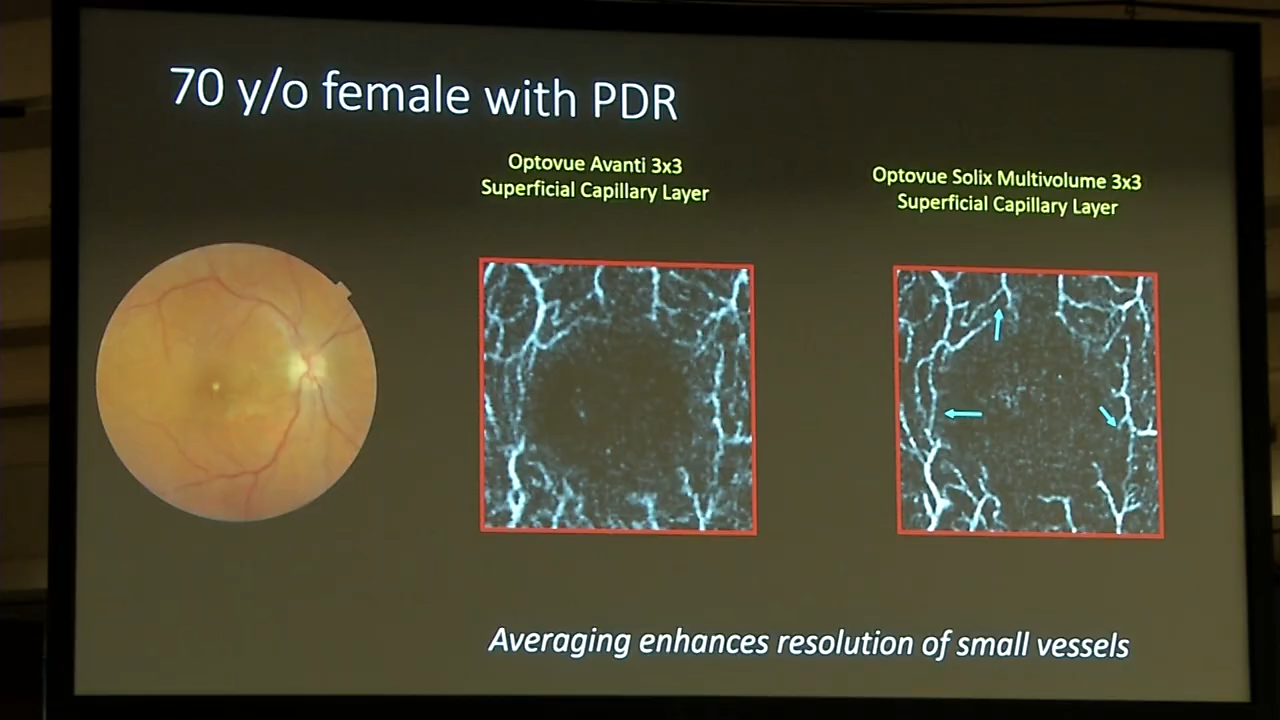 70 y/o female with PDR
Optovue Avanti 3x3
Superficial Capillary Layer
Optovue Solix Multivolume 3x3
Superficial Capillary Layer
Averaging enhances resolution of small vessels